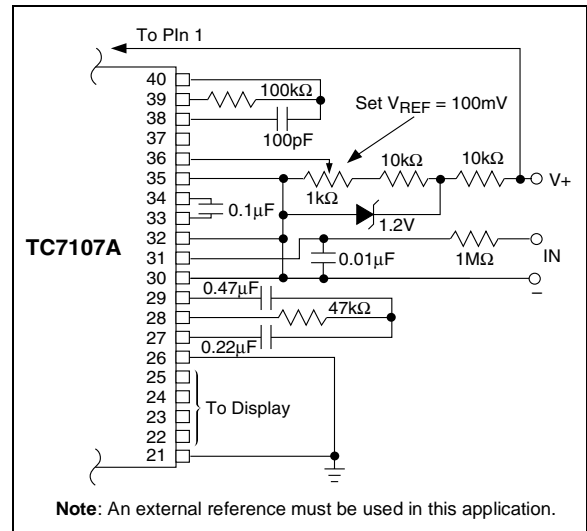 To PIn 1
40
39
38
37
36
35
34
33
32
31
30
29
28
27
26
25
24
23
22
21
TC7107A
100kΩ
100pF
Set VREF = 100mV
1kΩ
10kΩ
10kΩ
V+
0.1μF
1.2V
0.01μF
1MΩ
IN
–
0.47μF
47kΩ
0.22μF
To Display
Note: An external reference must be used in this application.